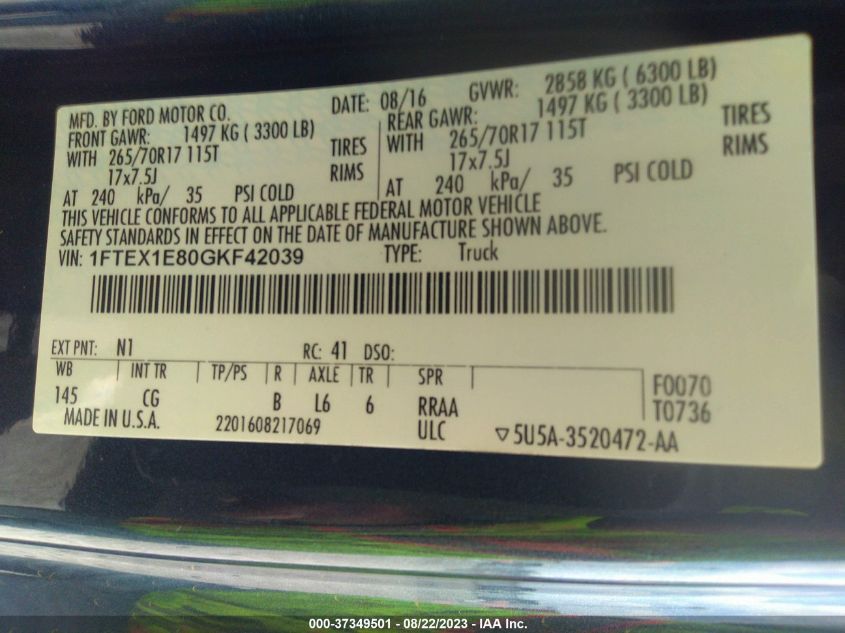 MFD. BY FORD MOTOR CO. DATE: 08/16 GVWR: 2858 KG ( 6300 LB)
FRONT GAWR: 1497 KG ( 3300 LB) REAR GAWR: 1497 KG ( 3300 LB)
WITH 265/70R17 115T TIRES WITH 265/70R17 115T TIRES
17x7.5J RIMS 17x7.5J RIMS
AT 240 kPa/ 35 PSI COLD AT 240 kPa/ 35 PSI COLD
THIS VEHICLE CONFORMS TO ALL APPLICABLE FEDERAL MOTOR VEHICLE
SAFETY STANDARDS IN EFFECT ON THE DATE OF MANUFACTURE SHOWN ABOVE.
VIN: 1FTEX1E80GKF42039 TYPE: Truck
EXT PNT: N1 RC: 41 DSO:
WB INT TR TP/PS R AXLE TR SPR F0070
145 CG B L6 6 RRAA T0736
MADE IN U.S.A. 2201608217069 ULC ▽5U5A-3520472-AA
000-37349501 - 08/22/2023 - IAA Inc.